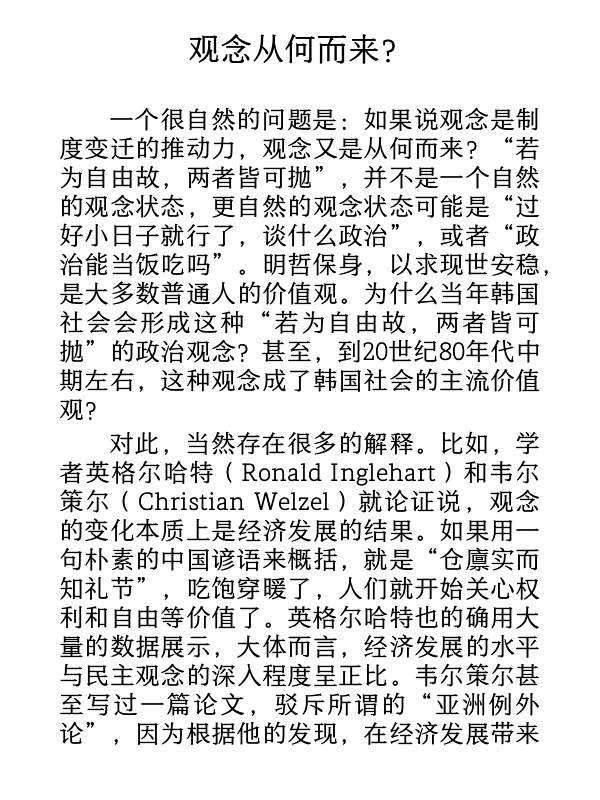 观念从何而来？
一个很自然的问题是：如果说观念是制
度变迁的推动力，观念又是从何而来？“若
为自由故，两者皆可抛”，并不是一个自然
的观念状态，更自然的观念状态可能是“过
好小日子就行了，谈什么政治”，或者“政
治能当饭吃吗”。明哲保身，以求现世安稳，
是大多数普通人的价值观。为什么当年韩国
社会会形成这种“若为自由故，两者皆可
抛”的政治观念？甚至，到20世纪80年代中
期左右，这种观念成了韩国社会的主流价值
观？
对此，当然存在很多的解释。比如，学
者英格尔哈特（Ronald Inglehart）和韦尔
策尔（Christian Welzel）就论证说，观念
的变化本质上是经济发展的结果。如果用一
句朴素的中国谚语来概括，就是“仓廪实而
知礼节”，吃饱穿暖了，人们就开始关心权
利和自由等价值了。英格尔哈特也的确用大
量的数据展示，大体而言，经济发展的水平
与民主观念的深入程度呈正比。韦尔策尔甚
至写过一篇论文，驳斥所谓的“亚洲例外
论”，因为根据他的发现，在经济发展带来